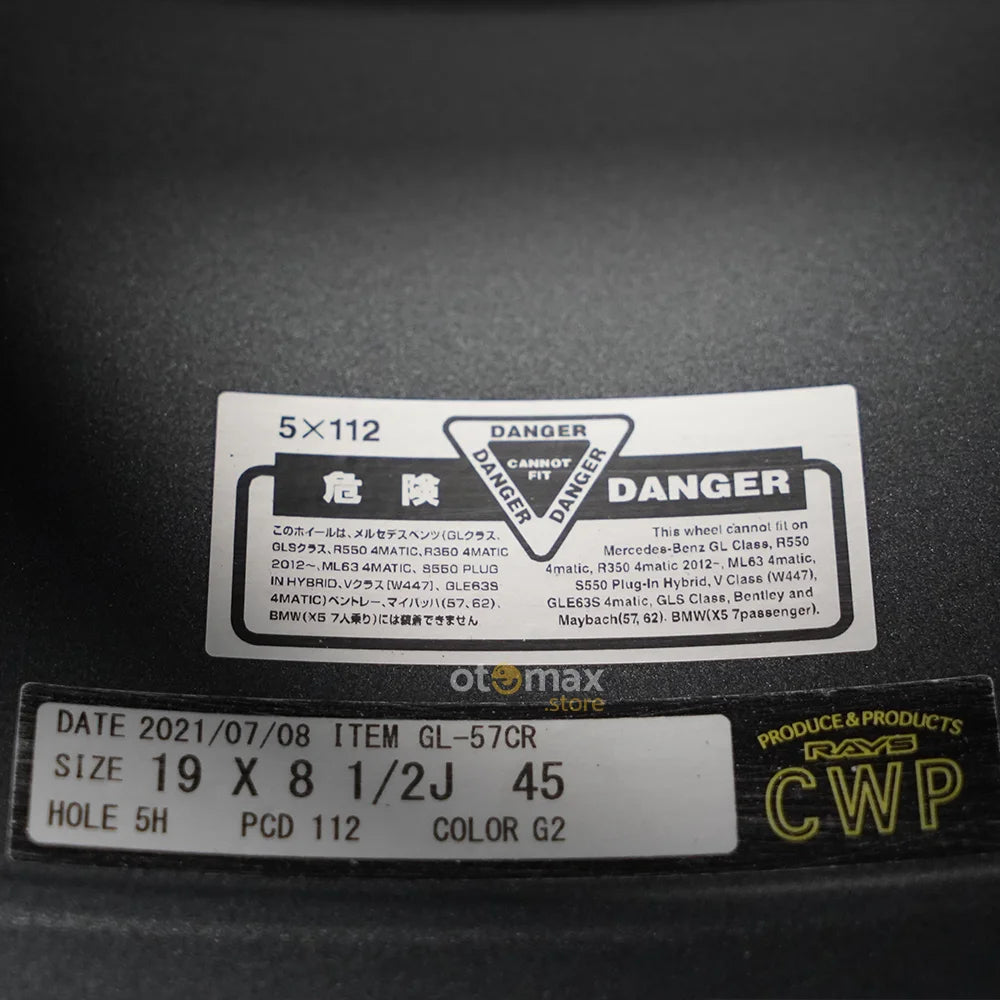 5×112
DANGER
DANGER
DANGER
CANNOT
FIT
危険
DANGER
このホイールは、メルセデスベンツ(GLクラス、
GLSクラス、R550 4MATIC、R350 4MATIC
2012~、ML63 4MATIC、S550 PLUG
IN HYBRID、Vクラス[W447]、GLE63S
4MATIC)ベントレー、マイバッハ(57, 62)、
BMW(X5 7人乗り)には装着できません
This wheel cannot fit on
Mercedes-Benz GL Class, R550
4matic, R350 4matic 2012~, ML63 4matic,
S550 Plug-In Hybrid, V Class (W447),
GLE63S 4matic, GLS Class, Bentley and
Maybach(57, 62). BMW(X5 7passenger).
otomax
.store
DATE 2021/07/08 ITEM GL-57CR
SIZE 19 X 8 1/2J 45
HOLE 5H PCD 112 COLOR G2
PRODUCE & PRODUCTS
RAYS
CWP